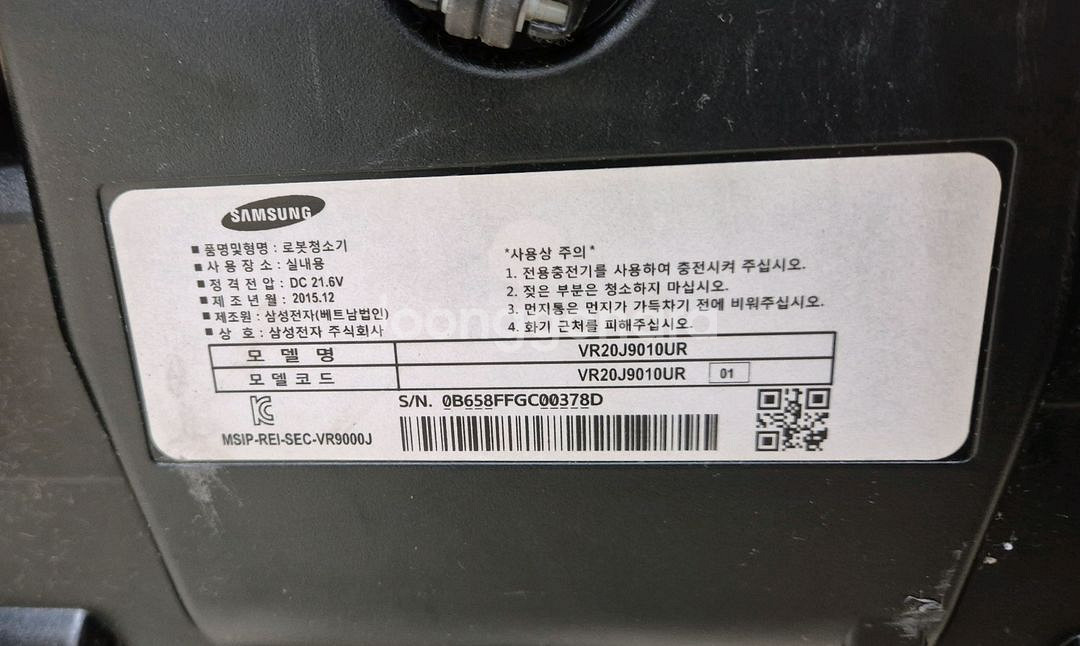 SAMSUNG
■ 품명및형명 : 로봇청소기
■ 사 용 장 소 : 실내용
■ 정 격 전 압 : DC 21.6V
■ 제 조 년 월 : 2015.12
■ 제조원 : 삼성전자(베트남법인)
■ 상 호 : 삼성전자 주식회사
*사용상 주의*
1. 전용충전기를 사용하여 충전시켜 주십시오.
2. 젖은 부분은 청소하지 마십시오.
3. 먼지통은 먼지가 가득차기 전에 비워주십시오.
4. 화기 근처를 피해주십시오.
모 델 명 VR20J9010UR
모 델 코 드 VR20J9010UR 01
S/N. 0B658FFGC00378D
MSIP-REI-SEC-VR9000J